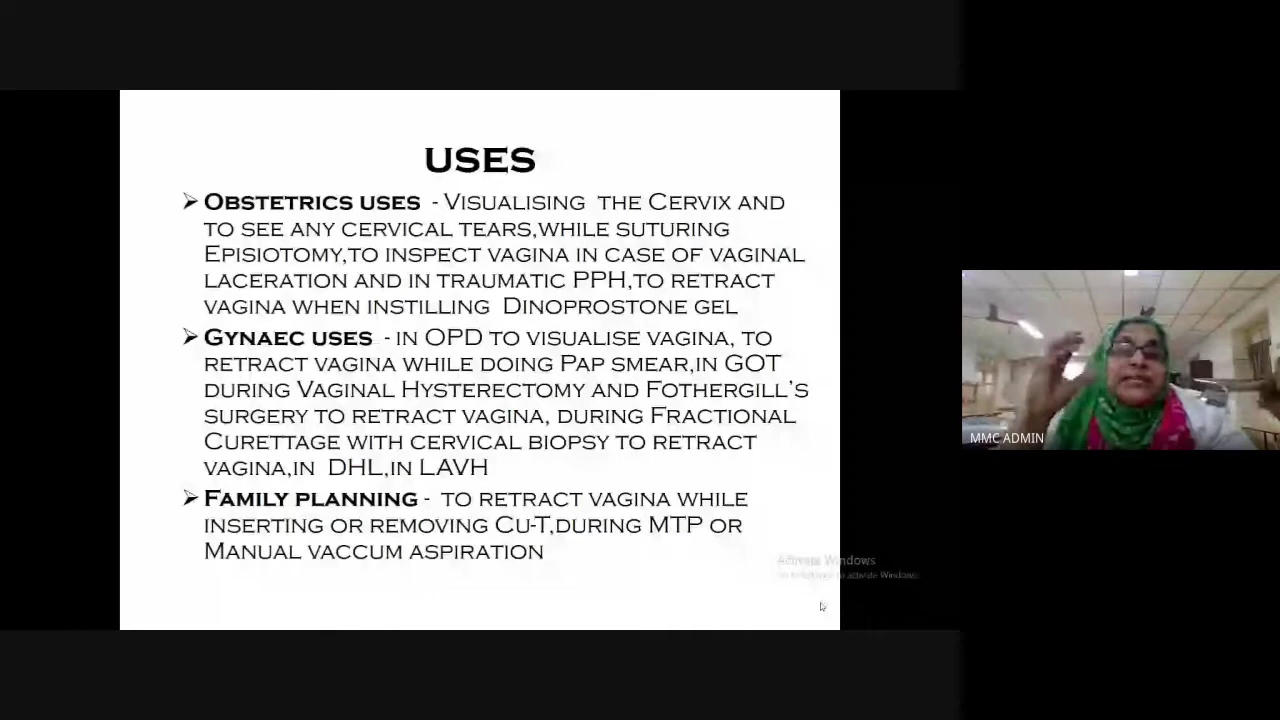 USES
➢ OBSTETRICS USES - VISUALISING THE CERVIX AND
TO SEE ANY CERVICAL TEARS,WHILE SUTURING
EPISIOTOMY,TO INSPECT VAGINA IN CASE OF VAGINAL
LACERATION AND IN TRAUMATIC PPH,TO RETRACT
VAGINA WHEN INSTILLING DINOPROSTONE GEL
➢ GYNAEC USES - IN OPD TO VISUALISE VAGINA, TO
RETRACT VAGINA WHILE DOING PAP SMEAR,IN GOT
DURING VAGINAL HYSTERECTOMY AND FOTHERGILL'S
SURGERY TO RETRACT VAGINA, DURING FRACTIONAL
CURETTAGE WITH CERVICAL BIOPSY TO RETRACT
VAGINA,IN DHL,IN LAVH
➢ FAMILY PLANNING - TO RETRACT VAGINA WHILE
INSERTING OR REMOVING CU-T,DURING MTP OR
MANUAL VACCUM ASPIRATION
Activate Windows
to activate Windows.
MMC ADMIN